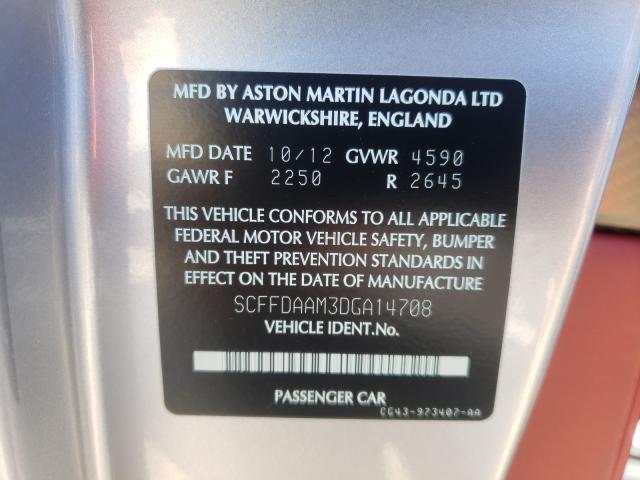 MFD BY ASTON MARTIN LAGONDA LTD
WARWICKSHIRE, ENGLAND
MFD DATE 10/12 GVWR 4590
GAWR F 2250 R 2645
THIS VEHICLE CONFORMS TO ALL APPLICABLE
FEDERAL MOTOR VEHICLE SAFETY, BUMPER
AND THEFT PREVENTION STANDARDS IN
EFFECT ON THE DATE OF MANUFACTURE
SCFFDAAM3DGA14708
VEHICLE IDENT.No.
PASSENGER CAR
CG43-973407-AA